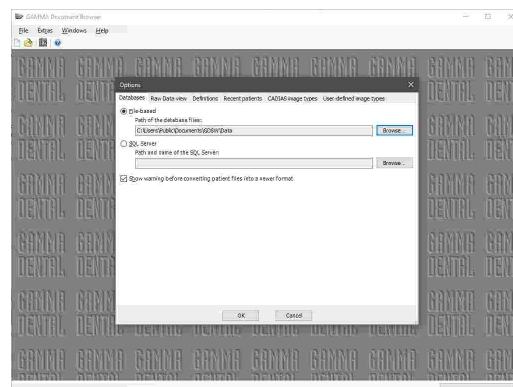 GAMMA Document Browser
File Extras Windows Help
GAMMA DENTAL
Options
Databases Raw Data view Definitions Recent patients CADIAS image types User-defined image types
File-based
Path of the database files:
C:\Users\Public\Documents\GDSW\Data
Browse...
SQL Server
Path and name of the SQL Server:
Browse...
Show warning before converting patient files into a newer format
OK Cancel